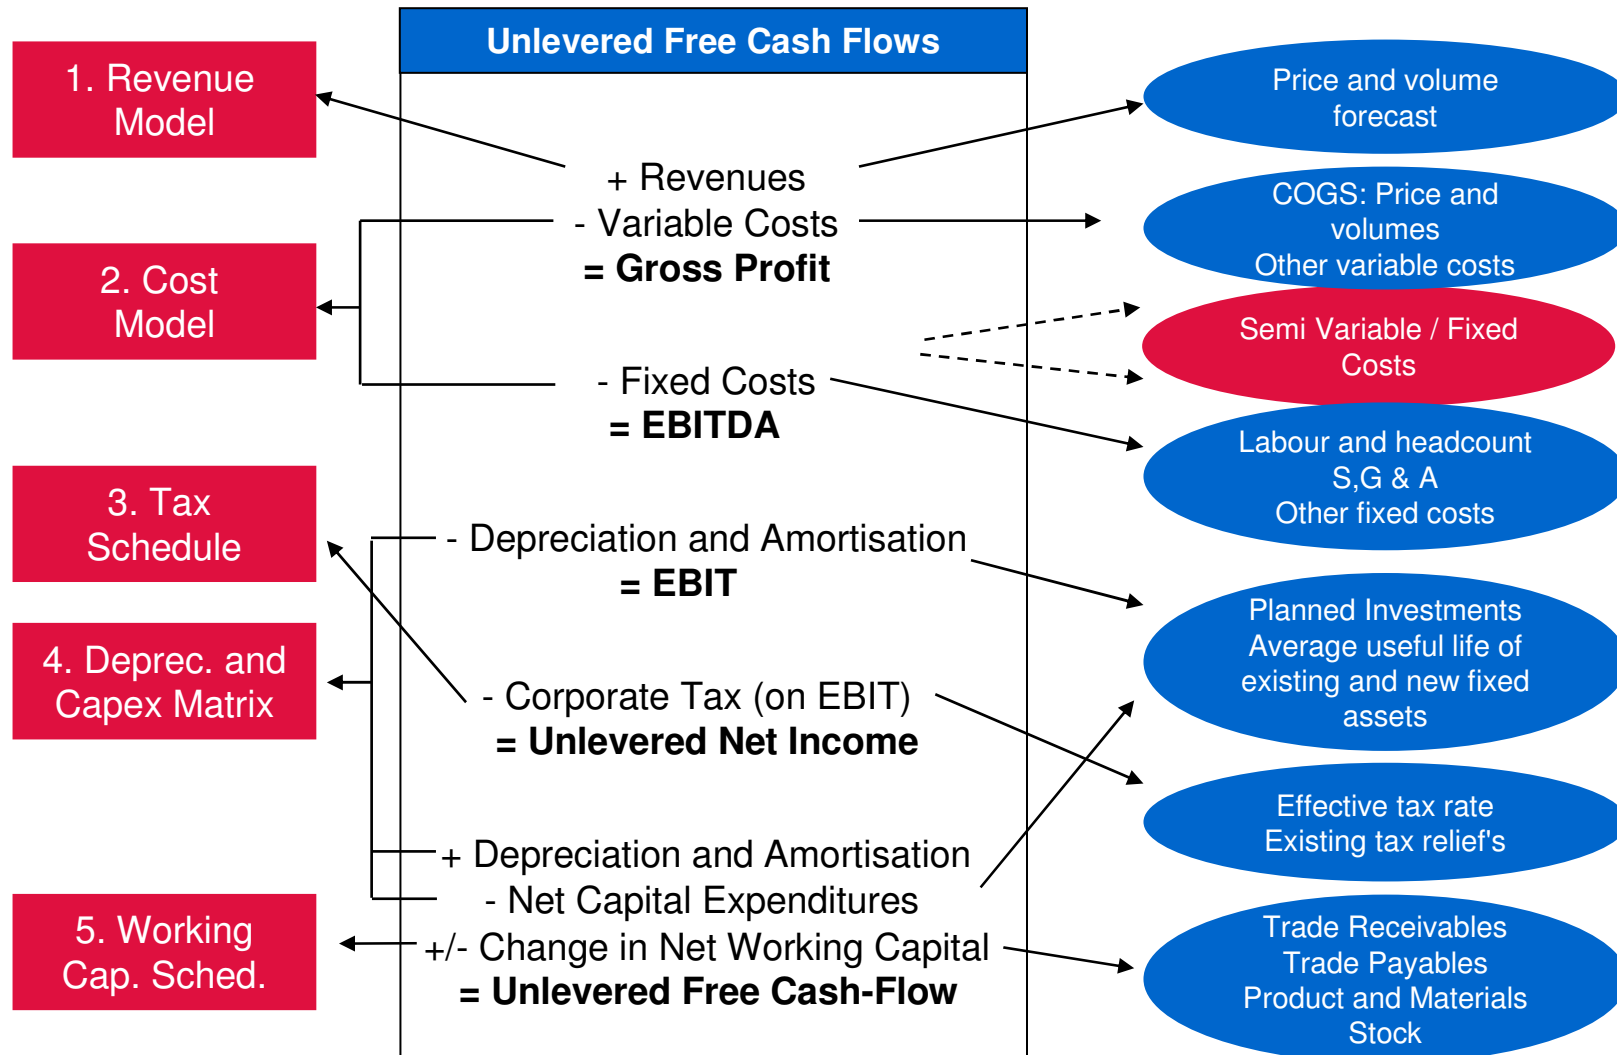 Unlevered Free Cash Flows
1. Revenue
Model
2. Cost
Model
3. Tax
Schedule
4. Deprec. and
Capex Matrix
5. Working
Cap. Sched.
+ Revenues
- Variable Costs
= Gross Profit
- Fixed Costs
= EBITDA
- Depreciation and Amortisation
= EBIT
- Corporate Tax (on EBIT)
= Unlevered Net Income
+ Depreciation and Amortisation
- Net Capital Expenditures
+/- Change in Net Working Capital
= Unlevered Free Cash-Flow
Price and volume
forecast
COGS: Price and
volumes
Other variable costs
Semi Variable / Fixed
Costs
Labour and headcount
S,G & A
Other fixed costs
Planned Investments
Average useful life of
existing and new fixed
assets
Effective tax rate
Existing tax relief's
Trade Receivables
Trade Payables
Product and Materials
Stock